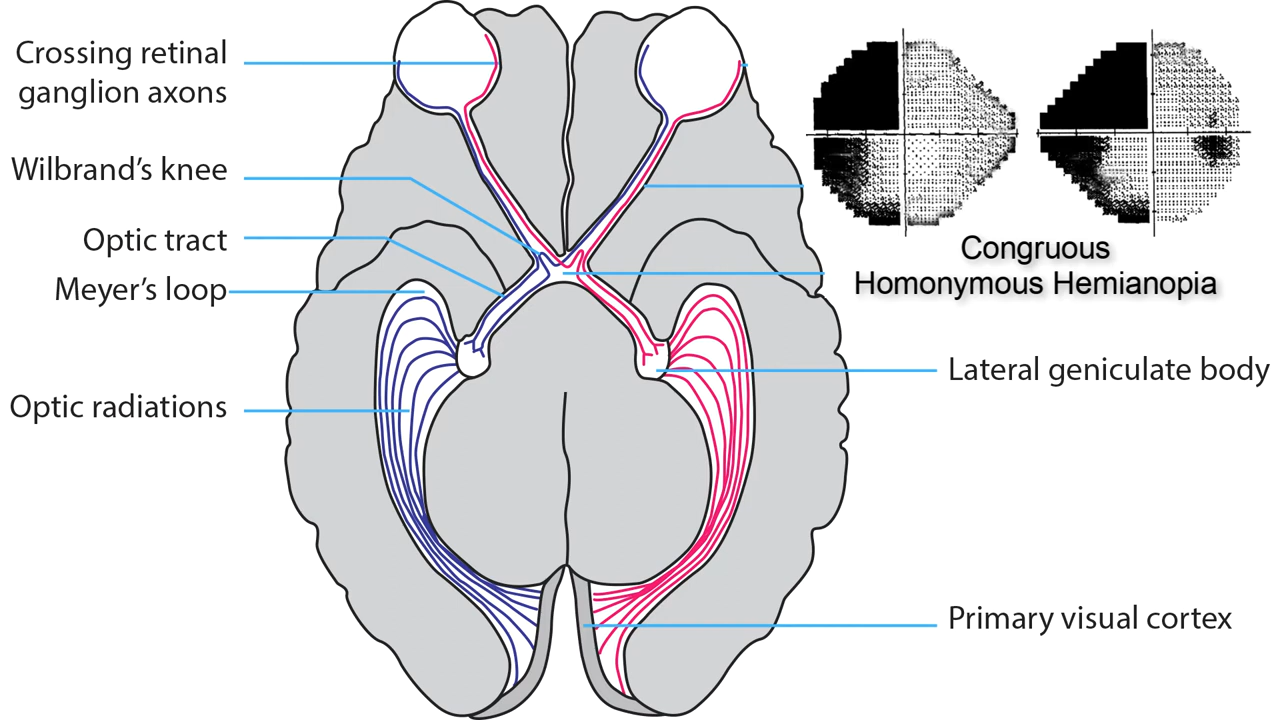 Crossing retinal
ganglion axons
Wilbrand’s knee
Optic tract
Meyer’s loop
Optic radiations
Congruous
Homonymous Hemianopia
Lateral geniculate body
Primary visual cortex